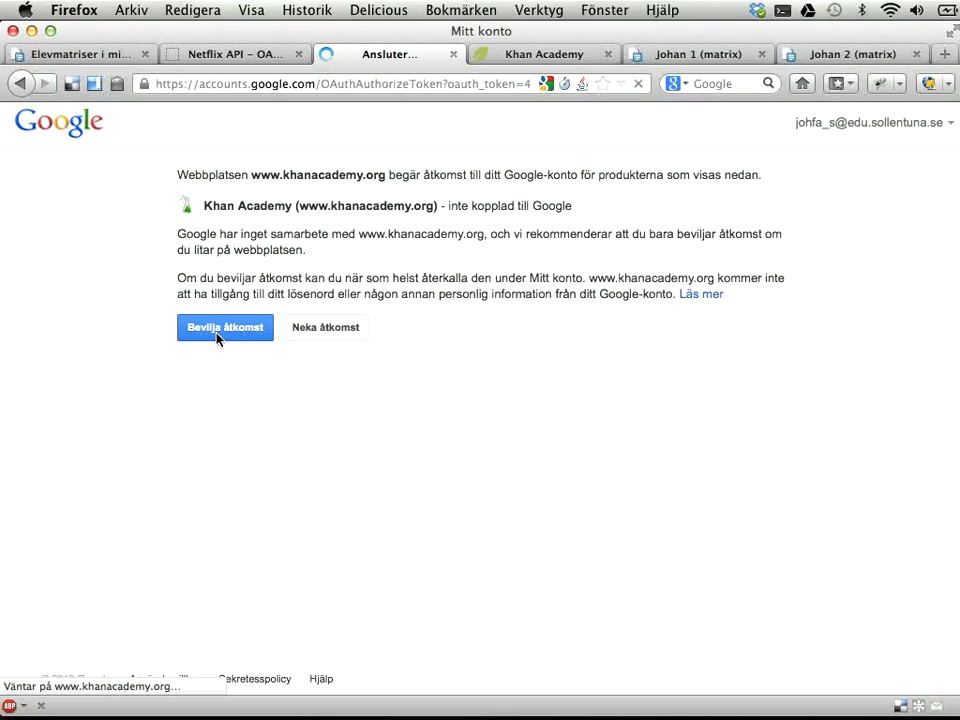 Firefox Arkiv Redigera Visa Historik Delicious Bokmärken Verktyg Fönster Hjälp
Mitt konto
Elevmatriser i mi... Netflix API – OA... Ansluter... Khan Academy Johan 1 (matrix) Johan 2 (matrix)
https://accounts.google.com/OAuthAuthorizeToken?oauth_token=4 Google
Google johfa_s@edu.sollentuna.se
Webbplatsen www.khanacademy.org begär åtkomst till ditt Google-konto för produkterna som visas nedan.
Khan Academy (www.khanacademy.org) - inte kopplad till Google
Google har inget samarbete med www.khanacademy.org, och vi rekommenderar att du bara beviljar åtkomst om
du litar på webbplatsen.
Om du beviljar åtkomst kan du när som helst återkalla den under Mitt konto. www.khanacademy.org kommer inte
att ha tillgång till ditt lösenord eller någon annan personlig information från ditt Google-konto. Läs mer
Bevilja åtkomst Neka åtkomst
Sekretesspolicy Hjälp
Väntar på www.khanacademy.org...
ABP